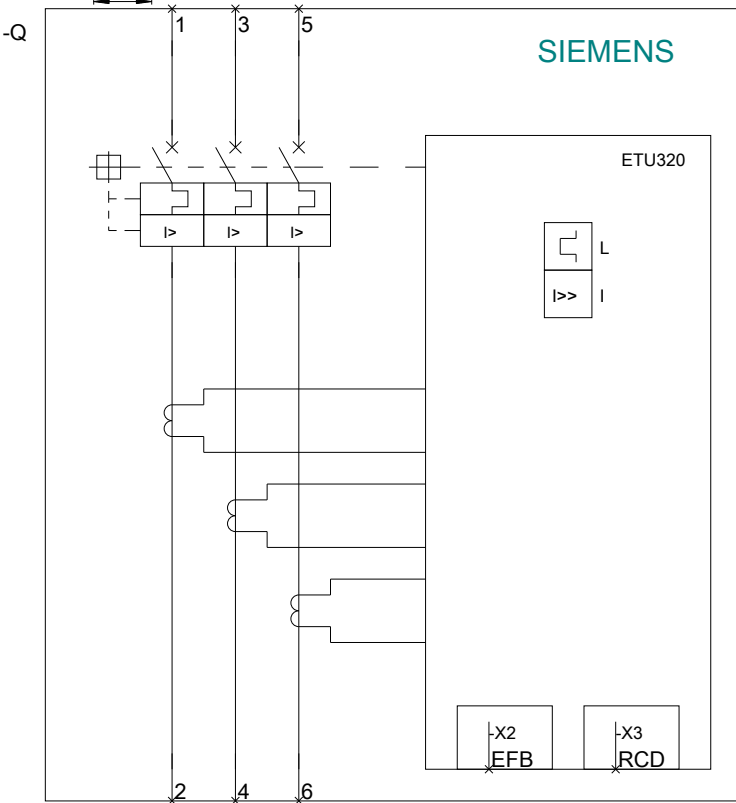 -Q
1 3 5
SIEMENS
ETU320
L
I> I> I>
I>> I
-X2 -X3
EFB RCD
2 4 6